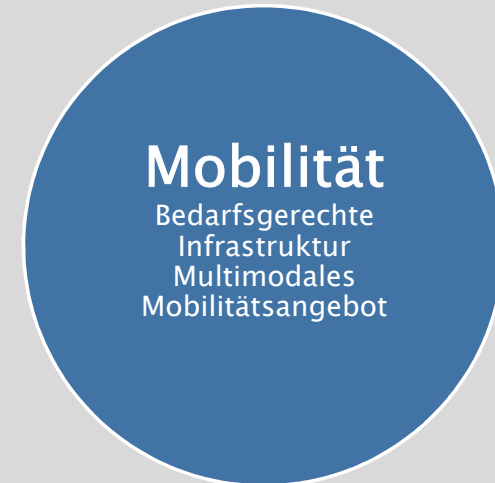 Mobilität
Bedarfsgerechte
Infrastruktur
Multimodales
Mobilitätsangebot